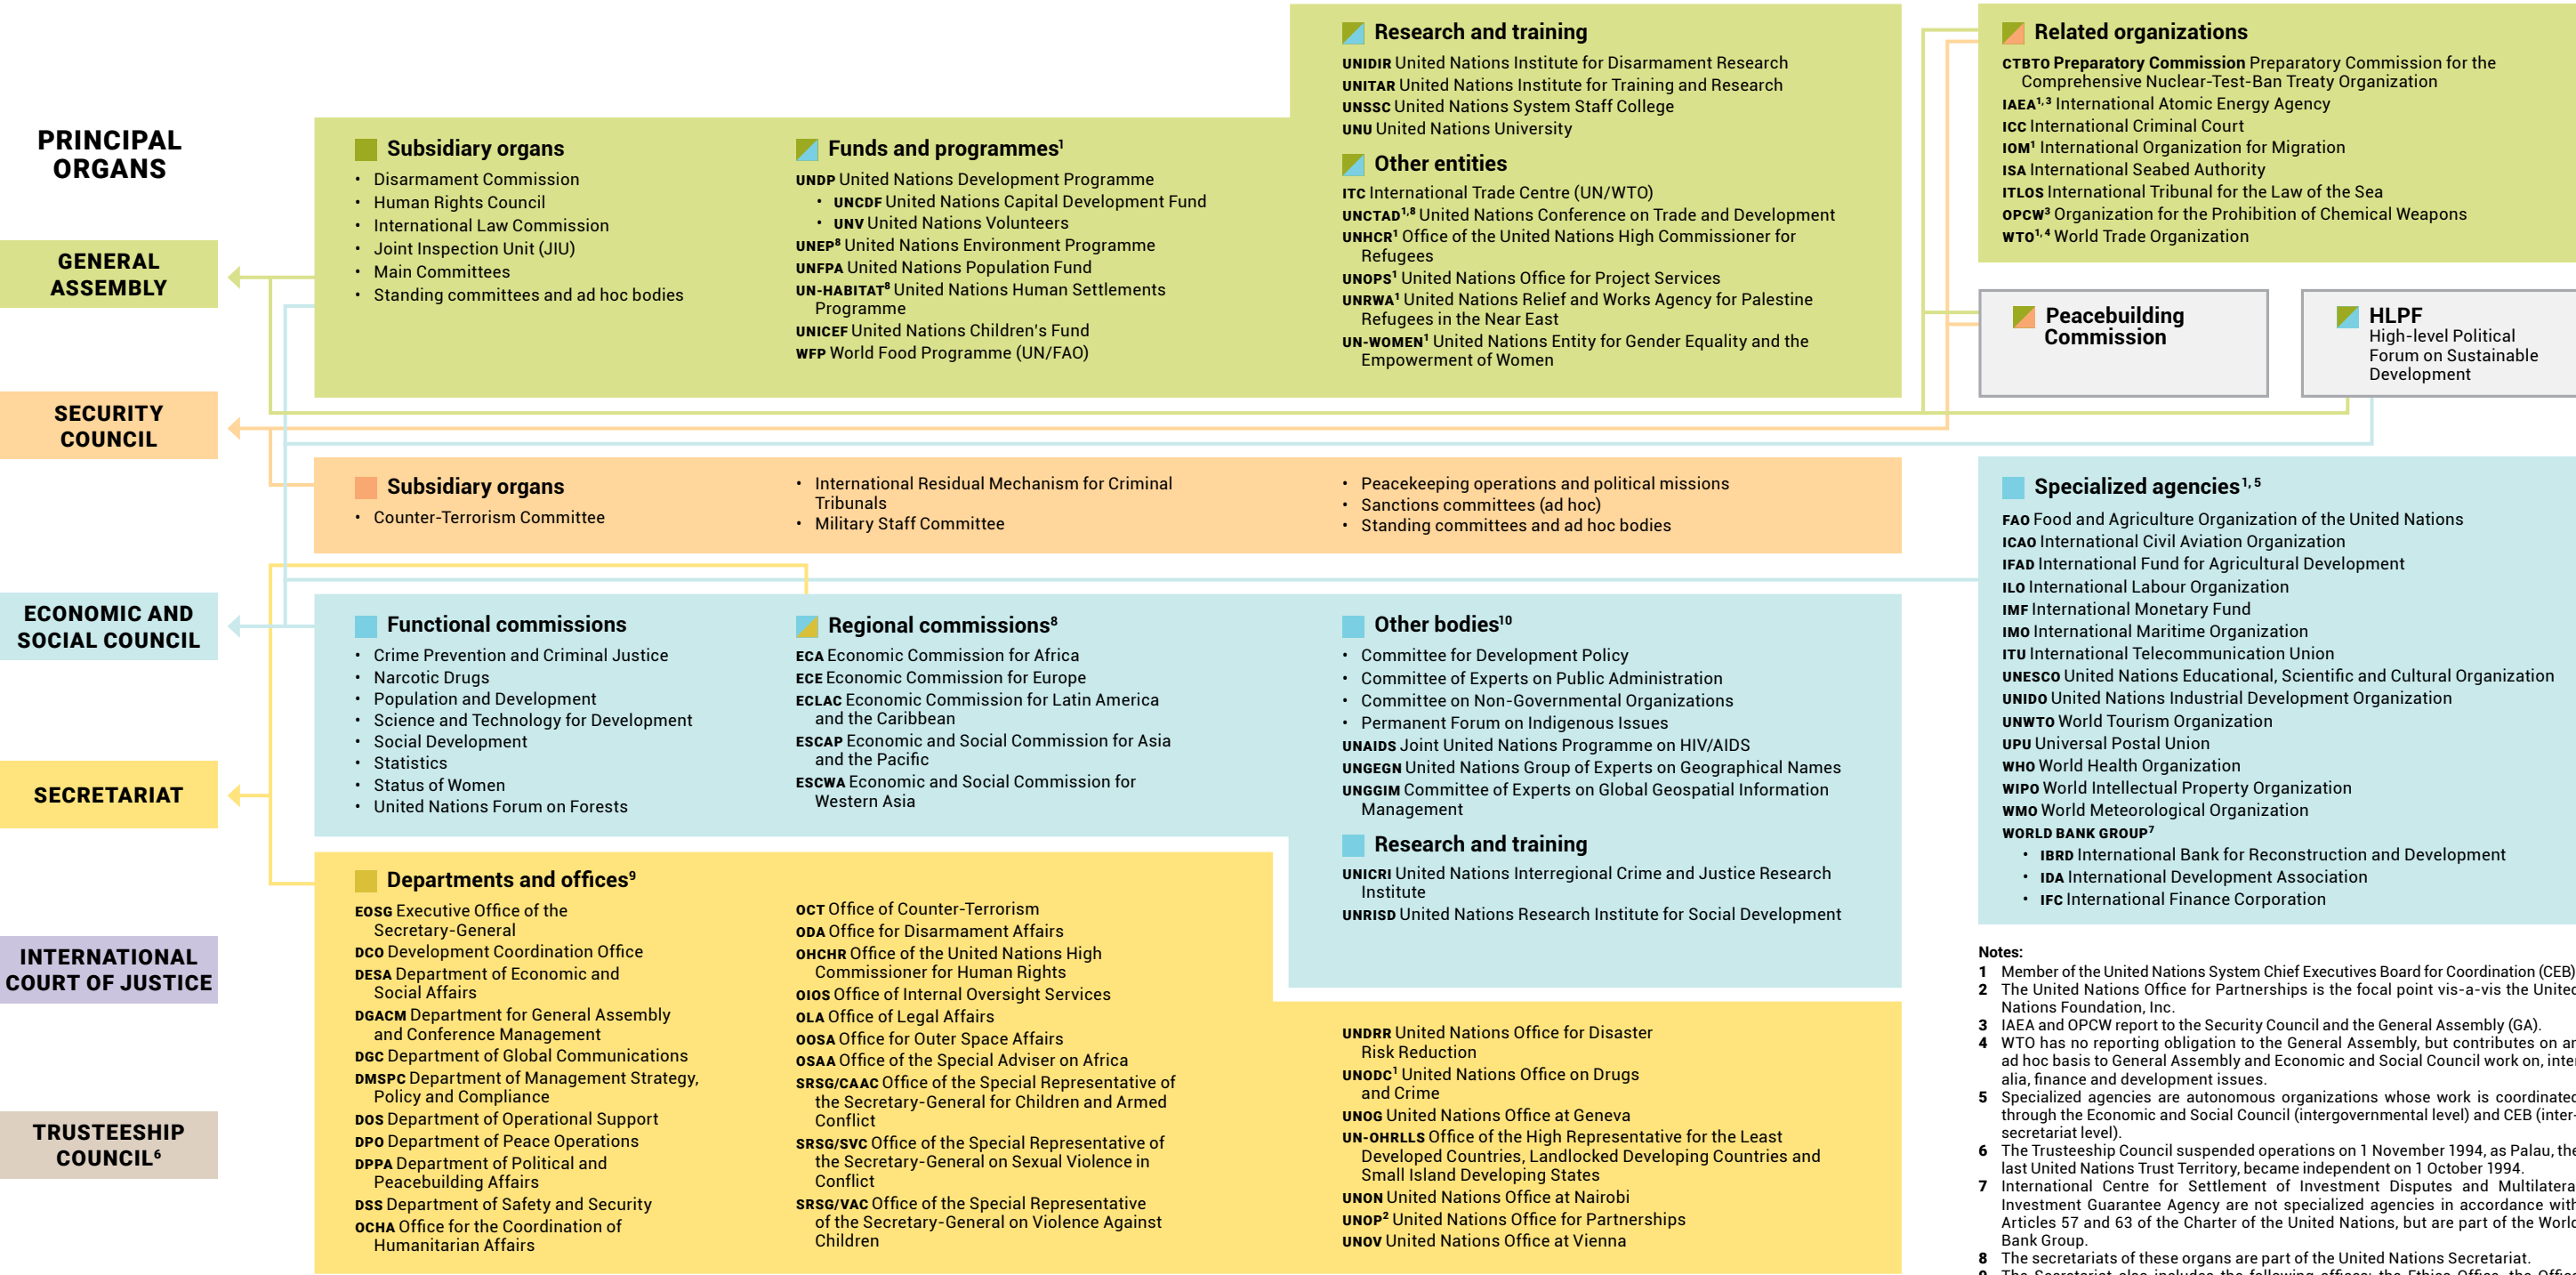 PRINCIPAL
ORGANS
GENERAL
ASSEMBLY
SECURITY
COUNCIL
ECONOMIC AND
SOCIAL COUNCIL
SECRETARIAT
INTERNATIONAL
COURT OF JUSTICE
TRUSTEESHIP
COUNCIL⁶
Subsidiary organs
• Disarmament Commission
• Human Rights Council
• International Law Commission
• Joint Inspection Unit (JIU)
• Main Committees
• Standing committees and ad hoc bodies
Funds and programmes¹
UNDP United Nations Development Programme
• UNCDF United Nations Capital Development Fund
• UNV United Nations Volunteers
UNEP⁸ United Nations Environment Programme
UNFPA United Nations Population Fund
UN-HABITAT⁸ United Nations Human Settlements
Programme
UNICEF United Nations Children's Fund
WFP World Food Programme (UN/FAO)
Research and training
UNIDIR United Nations Institute for Disarmament Research
UNITAR United Nations Institute for Training and Research
UNSSC United Nations System Staff College
UNU United Nations University
Other entities
ITC International Trade Centre (UN/WTO)
UNCTAD¹,⁸ United Nations Conference on Trade and Development
UNHCR¹ Office of the United Nations High Commissioner for
Refugees
UNOPS¹ United Nations Office for Project Services
UNRWA¹ United Nations Relief and Works Agency for Palestine
Refugees in the Near East
UN-WOMEN¹ United Nations Entity for Gender Equality and the
Empowerment of Women
Related organizations
CTBTO Preparatory Commission Preparatory Commission for the
Comprehensive Nuclear-Test-Ban Treaty Organization
IAEA¹,³ International Atomic Energy Agency
ICC International Criminal Court
IOM¹ International Organization for Migration
ISA International Seabed Authority
ITLOS International Tribunal for the Law of the Sea
OPCW³ Organization for the Prohibition of Chemical Weapons
WTO¹,⁴ World Trade Organization
Peacebuilding
Commission
HLPF
High-level Political
Forum on Sustainable
Development
Subsidiary organs
• Counter-Terrorism Committee
• International Residual Mechanism for Criminal
Tribunals
• Military Staff Committee
• Peacekeeping operations and political missions
• Sanctions committees (ad hoc)
• Standing committees and ad hoc bodies
Functional commissions
• Crime Prevention and Criminal Justice
• Narcotic Drugs
• Population and Development
• Science and Technology for Development
• Social Development
• Statistics
• Status of Women
• United Nations Forum on Forests
Regional commissions⁸
ECA Economic Commission for Africa
ECE Economic Commission for Europe
ECLAC Economic Commission for Latin America
and the Caribbean
ESCAP Economic and Social Commission for Asia
and the Pacific
ESCWA Economic and Social Commission for
Western Asia
Other bodies¹⁰
• Committee for Development Policy
• Committee of Experts on Public Administration
• Committee on Non-Governmental Organizations
• Permanent Forum on Indigenous Issues
UNAIDS Joint United Nations Programme on HIV/AIDS
UNGEGN United Nations Group of Experts on Geographical Names
UNGGIM Committee of Experts on Global Geospatial Information
Management
Research and training
UNICRI United Nations Interregional Crime and Justice Research
Institute
UNRISD United Nations Research Institute for Social Development
Specialized agencies¹,⁵
FAO Food and Agriculture Organization of the United Nations
ICAO International Civil Aviation Organization
IFAD International Fund for Agricultural Development
ILO International Labour Organization
IMF International Monetary Fund
IMO International Maritime Organization
ITU International Telecommunication Union
UNESCO United Nations Educational, Scientific and Cultural Organization
UNIDO United Nations Industrial Development Organization
UNWTO World Tourism Organization
UPU Universal Postal Union
WHO World Health Organization
WIPO World Intellectual Property Organization
WMO World Meteorological Organization
WORLD BANK GROUP⁷
• IBRD International Bank for Reconstruction and Development
• IDA International Development Association
• IFC International Finance Corporation
Departments and offices⁹
EOSG Executive Office of the
Secretary-General
DCO Development Coordination Office
DESA Department of Economic and
Social Affairs
DGACM Department for General Assembly
and Conference Management
DGC Department of Global Communications
DMSPC Department of Management Strategy,
Policy and Compliance
DOS Department of Operational Support
DPO Department of Peace Operations
DPPA Department of Political and
Peacebuilding Affairs
DSS Department of Safety and Security
OCHA Office for the Coordination of
Humanitarian Affairs
OCT Office of Counter-Terrorism
ODA Office for Disarmament Affairs
OHCHR Office of the United Nations High
Commissioner for Human Rights
OIOS Office of Internal Oversight Services
OLA Office of Legal Affairs
OOSA Office for Outer Space Affairs
OSAA Office of the Special Adviser on Africa
SRSG/CAAC Office of the Special Representative of
the Secretary-General for Children and Armed
Conflict
SRSG/SVC Office of the Special Representative of
the Secretary-General on Sexual Violence in
Conflict
SRSG/VAC Office of the Special Representative
of the Secretary-General on Violence Against
Children
UNDRR United Nations Office for Disaster
Risk Reduction
UNODC¹ United Nations Office on Drugs
and Crime
UNOG United Nations Office at Geneva
UN-OHRLLS Office of the High Representative for the Least
Developed Countries, Landlocked Developing Countries and
Small Island Developing States
UNON United Nations Office at Nairobi
UNOP² United Nations Office for Partnerships
UNOV United Nations Office at Vienna
Notes:
1 Member of the United Nations System Chief Executives Board for Coordination (CEB)
2 The United Nations Office for Partnerships is the focal point vis-a-vis the United
Nations Foundation, Inc.
3 IAEA and OPCW report to the Security Council and the General Assembly (GA).
4 WTO has no reporting obligation to the General Assembly, but contributes on an
ad hoc basis to General Assembly and Economic and Social Council work on, inter
alia, finance and development issues.
5 Specialized agencies are autonomous organizations whose work is coordinated
through the Economic and Social Council (intergovernmental level) and CEB (inter-
secretariat level).
6 The Trusteeship Council suspended operations on 1 November 1994, as Palau, the
last United Nations Trust Territory, became independent on 1 October 1994.
7 International Centre for Settlement of Investment Disputes and Multilatera
Investment Guarantee Agency are not specialized agencies in accordance with
Articles 57 and 63 of the Charter of the United Nations, but are part of the World
Bank Group.
8 The secretariats of these organs are part of the United Nations Secretariat.
9 The Secretariat also includes the following offices: the Ethics Office, the Office